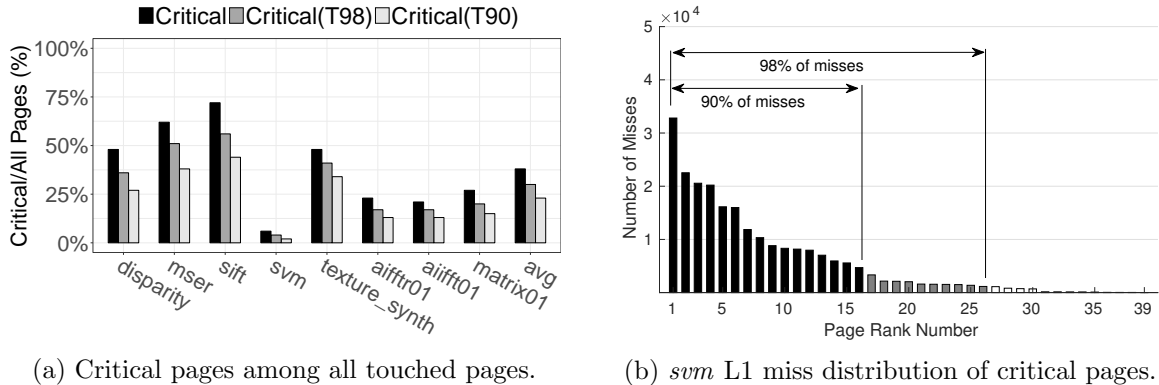 Critical Critical(T98) Critical(T90)
Critical/All Pages (%)
100%
75%
50%
25%
0%
disparity
mser
sift
svm
texture_synth
aifftr01
aiifft01
matrix01
avg
(a) Critical pages among all touched pages.
×10⁴
Number of Misses
5
4
3
2
1
0
98% of misses
90% of misses
1 5 10 15 20 25 30 35 39
Page Rank Number
(b) svm L1 miss distribution of critical pages.